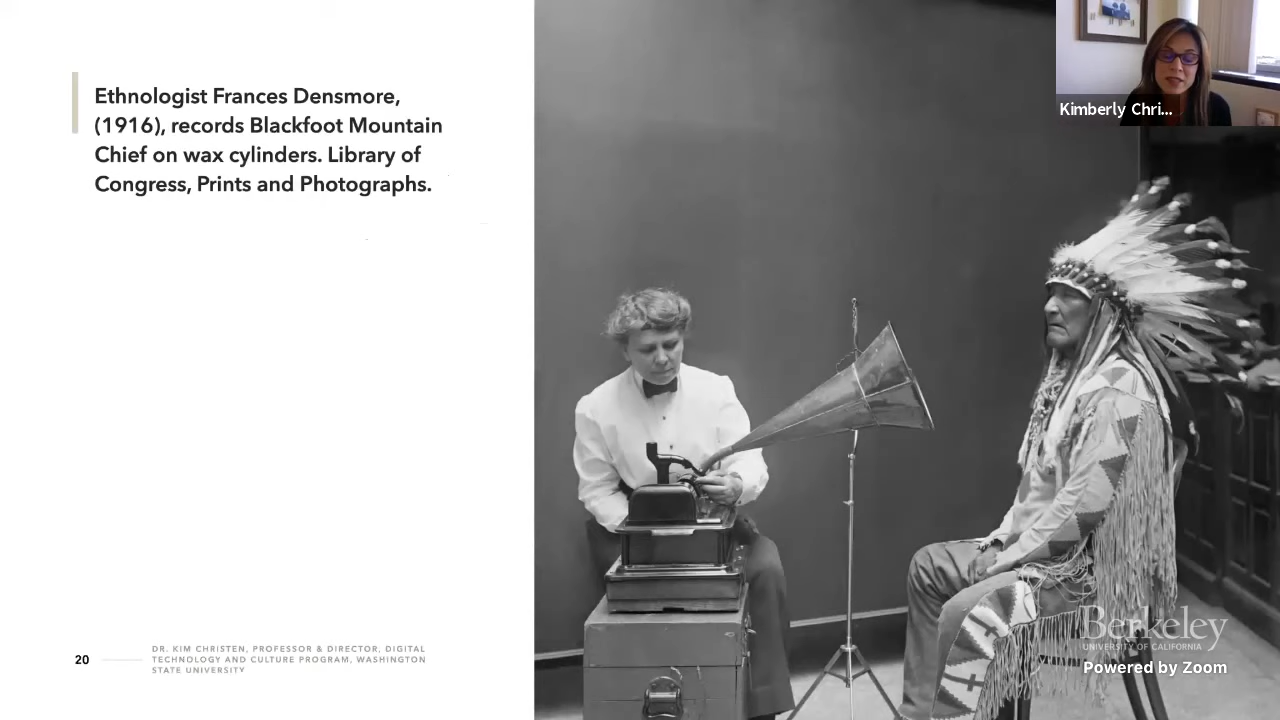 Ethnologist Frances Densmore,
(1916), records Blackfoot Mountain
Chief on wax cylinders. Library of
Congress, Prints and Photographs.
Kimberly Chri...
20
DR. KIM CHRISTEN, PROFESSOR & DIRECTOR, DIGITAL
TECHNOLOGY AND CULTURE PROGRAM, WASHINGTON
STATE UNIVERSITY
Berkeley
UNIVERSITY OF CALIFORNIA
Powered by Zoom